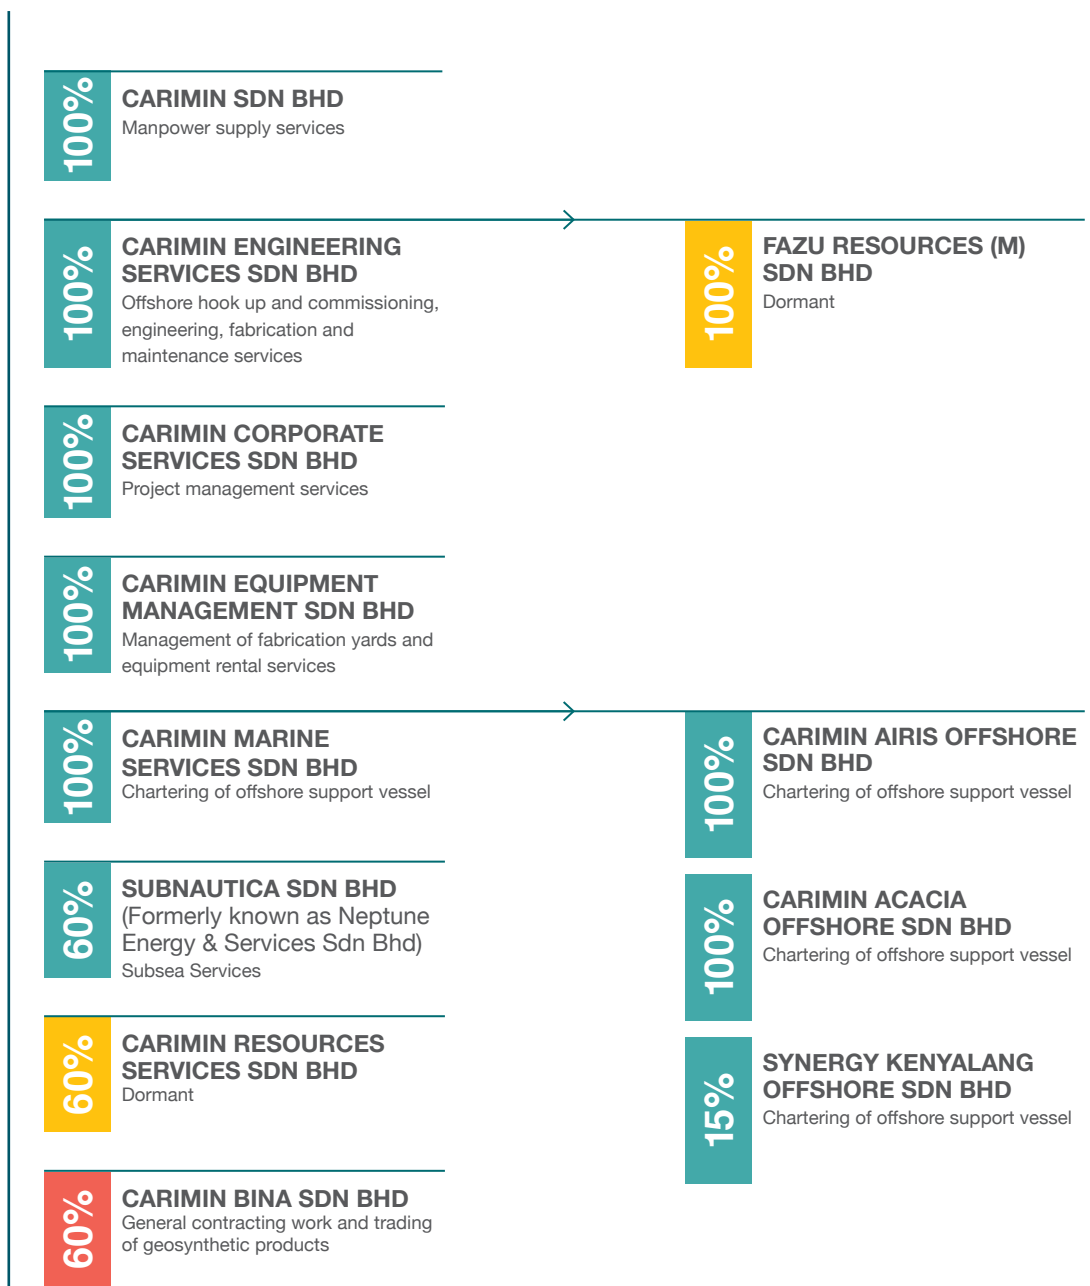 100%
CARIMIN SDN BHD
Manpower supply services
100%
CARIMIN ENGINEERING
SERVICES SDN BHD
Offshore hook up and commissioning,
engineering, fabrication and
maintenance services
100%
FAZU RESOURCES (M)
SDN BHD
Dormant
100%
CARIMIN CORPORATE
SERVICES SDN BHD
Project management services
100%
CARIMIN EQUIPMENT
MANAGEMENT SDN BHD
Management of fabrication yards and
equipment rental services
100%
CARIMIN MARINE
SERVICES SDN BHD
Chartering of offshore support vessel
100%
CARIMIN AIRIS OFFSHORE
SDN BHD
Chartering of offshore support vessel
100%
CARIMIN ACACIA
OFFSHORE SDN BHD
Chartering of offshore support vessel
15%
SYNERGY KENYALANG
OFFSHORE SDN BHD
Chartering of offshore support vessel
60%
SUBNAUTICA SDN BHD
(Formerly known as Neptune
Energy & Services Sdn Bhd)
Subsea Services
60%
CARIMIN RESOURCES
SERVICES SDN BHD
Dormant
60%
CARIMIN BINA SDN BHD
General contracting work and trading
of geosynthetic products